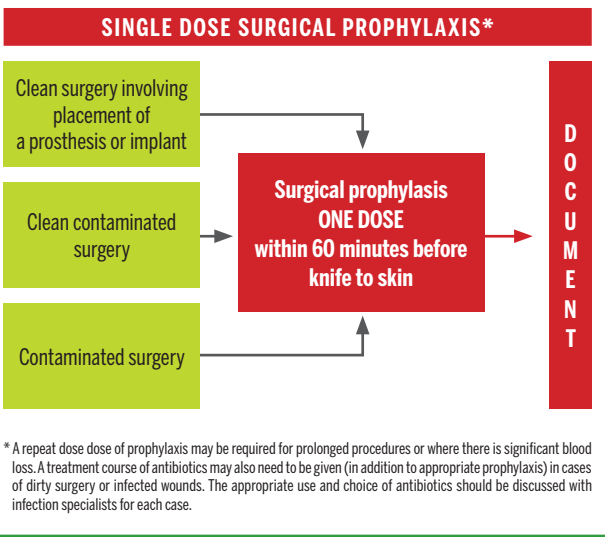 SINGLE DOSE SURGICAL PROPHYLAXIS*
Clean surgery involving
placement of
a prosthesis or implant
Clean contaminated
surgery
Contaminated surgery
Surgical prophylasis
ONE DOSE
within 60 minutes before
knife to skin
D
O
C
U
M
E
N
T
* A repeat dose dose of prophylaxis may be required for prolonged procedures or where there is significant blood
loss. A treatment course of antibiotics may also need to be given (in addition to appropriate prophylaxis) in cases
of dirty surgery or infected wounds. The appropriate use and choice of antibiotics should be discussed with
infection specialists for each case.